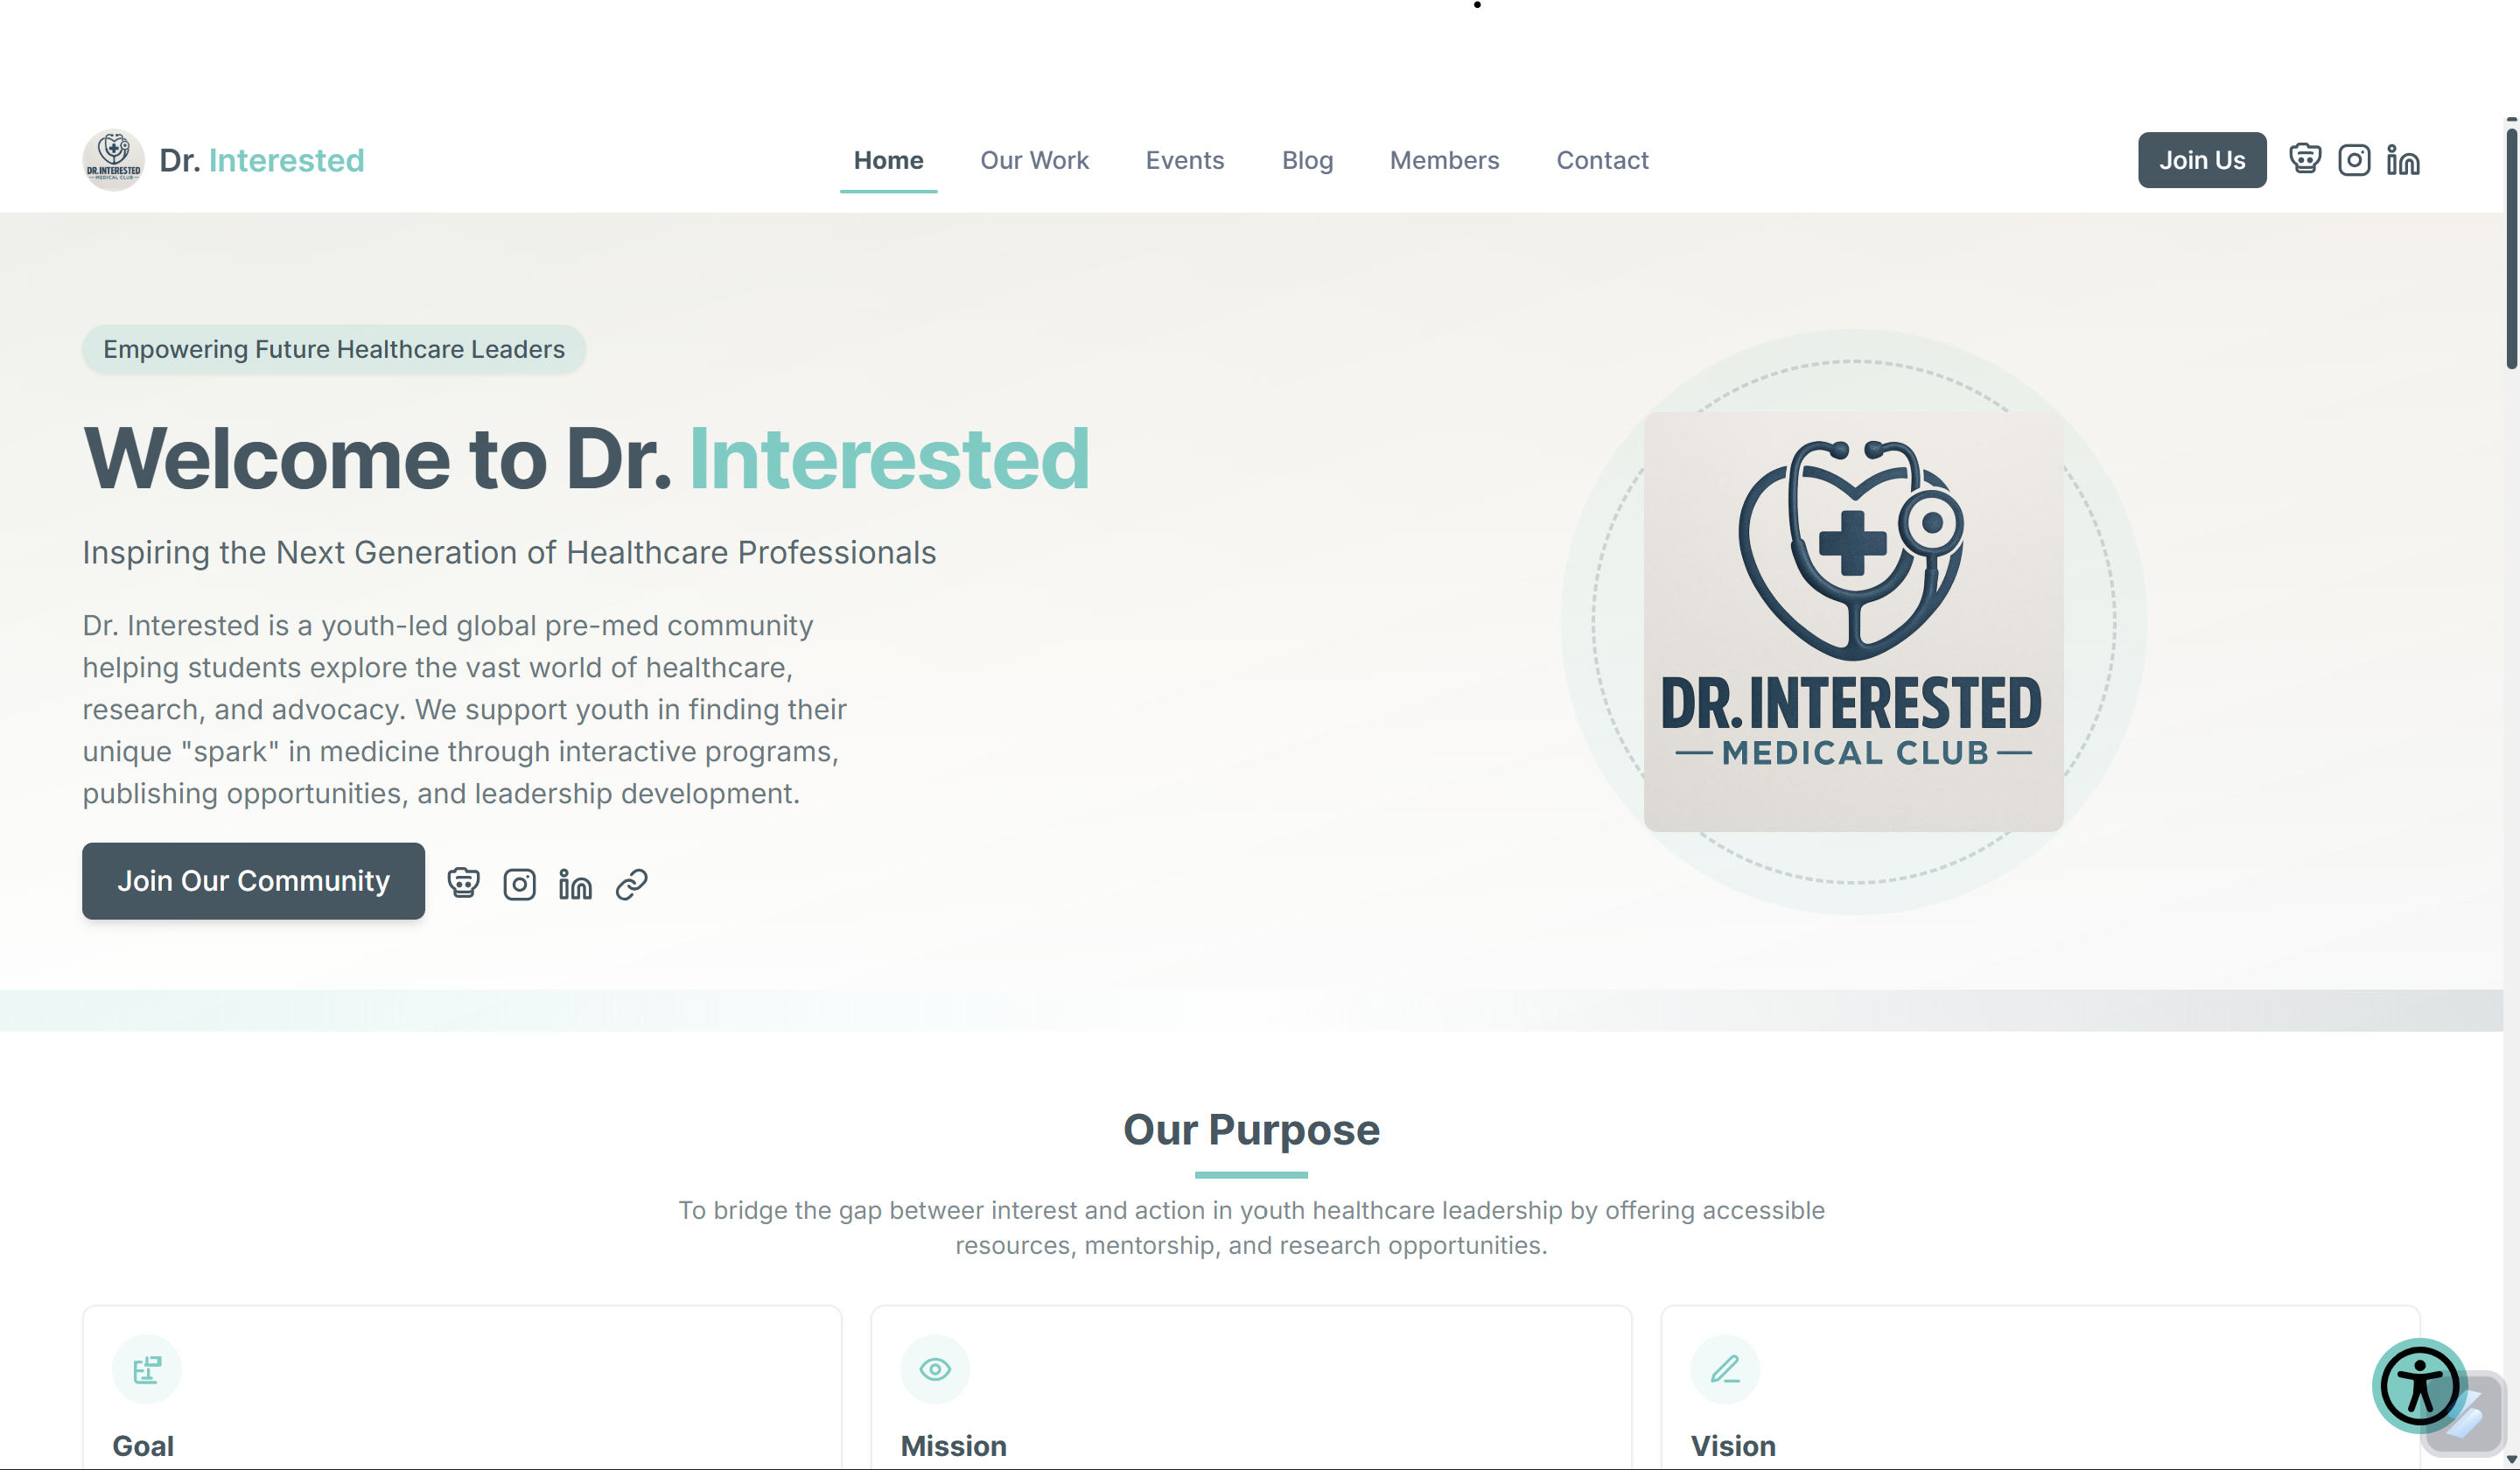 DR.INTERESTED
MEDICAL CLUB
Dr. Interested
Home
Our Work
Events
Blog
Members
Contact
Join Us
Empowering Future Healthcare Leaders
Welcome to Dr. Interested
Inspiring the Next Generation of Healthcare Professionals
Dr. Interested is a youth-led global pre-med community
helping students explore the vast world of healthcare,
research, and advocacy. We support youth in finding their
unique "spark" in medicine through interactive programs,
publishing opportunities, and leadership development.
Join Our Community
DR.INTERESTED
MEDICAL CLUB
Our Purpose
To bridge the gap betweer interest and action in youth healthcare leadership by offering accessible
resources, mentorship, and research opportunities.
Goal
Mission
Vision